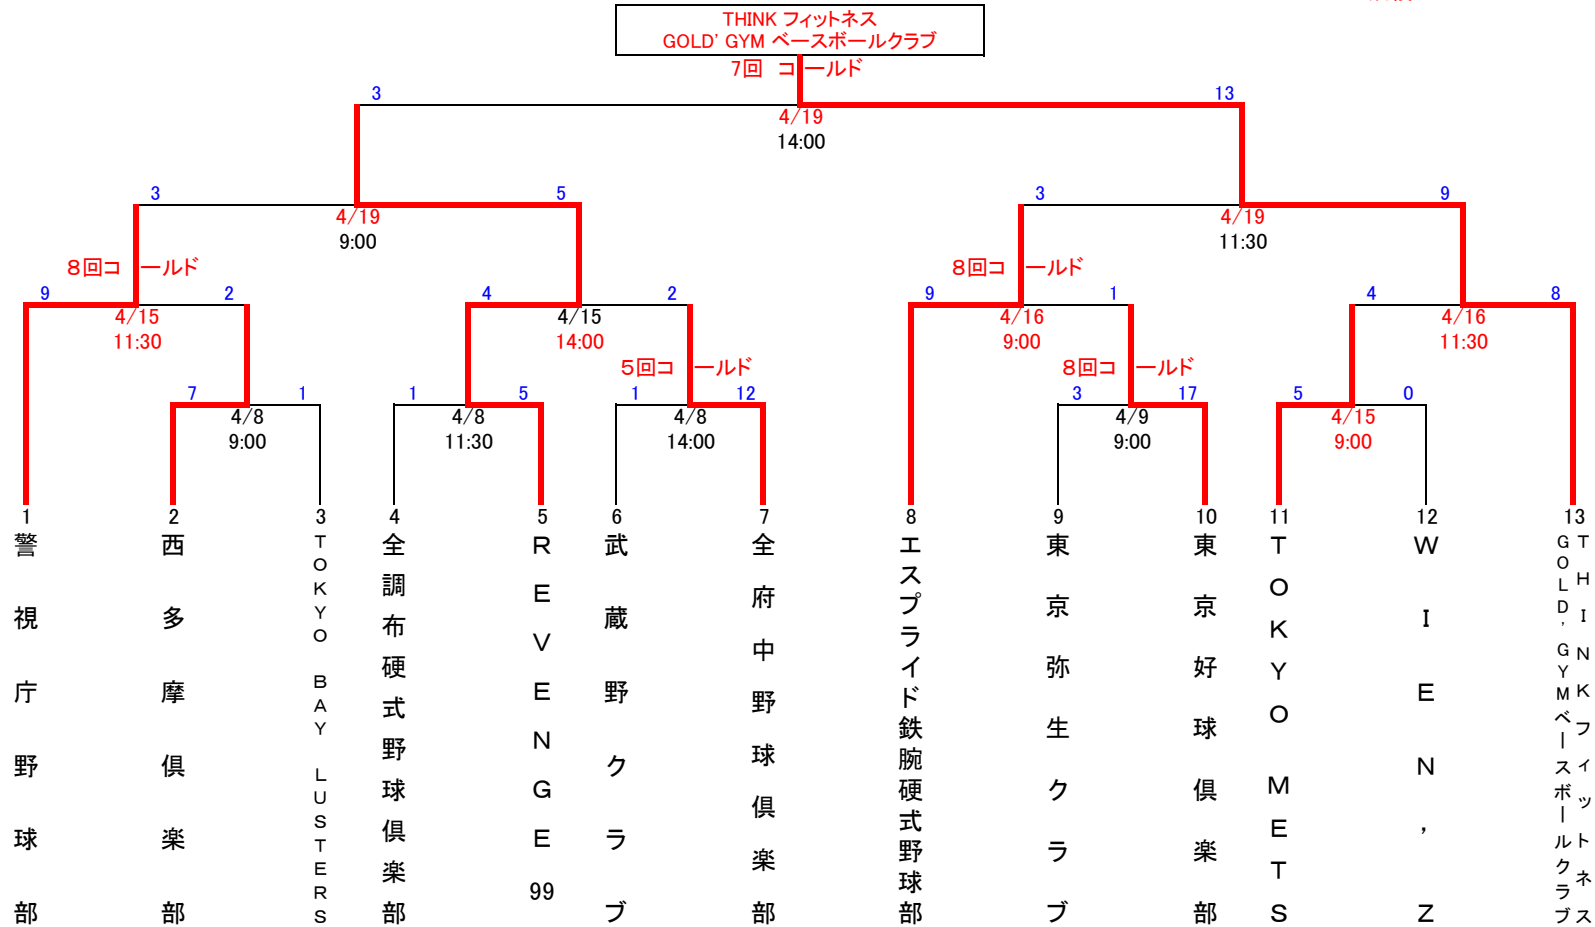 THINK フィットネス
GOLD' GYM ベースボールクラブ
7回 コールド
3
13
4/19
14:00
3
5
3
9
4/19
9:00
4/19
11:30
8回コールド
8回コールド
9
2
4
2
9
1
4
8
4/15
11:30
4/15
14:00
4/16
9:00
4/16
11:30
5回コールド
8回コールド
7
1
1
5
1
12
3
17
5
0
4/8
9:00
4/8
11:30
4/8
14:00
4/9
9:00
4/15
9:00
1
警視庁野球部
2
西多摩倶楽部
3
TOKYO BAY LUSTERS
4
全調布硬式野球倶楽部
5
REVENGE 99
6
武蔵野クラブ
7
全府中野球倶楽部
8
エスプライド鉄腕硬式野球部
9
東京弥生クラブ
10
東京好球倶楽部
11
TOKYO METS
12
WIEN'Z
13
THINKフィットネス
GOLD'GYMベースボールクラブ